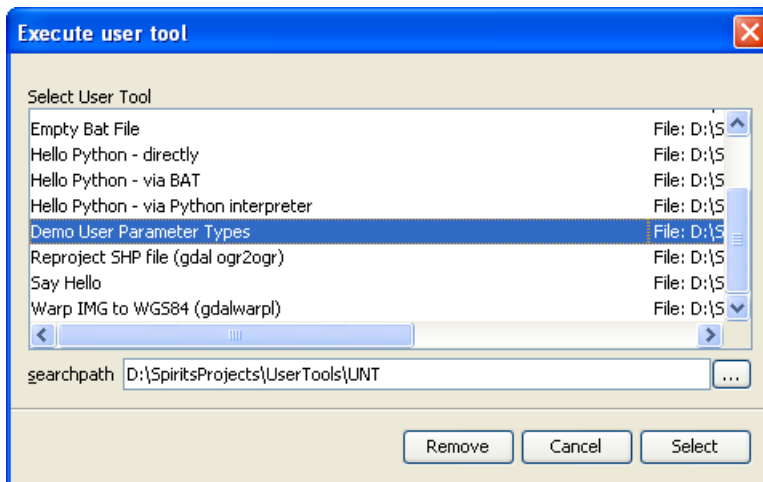 Execute user tool
Select User Tool
Empty Bat File File: D:\S
Hello Python - directly File: D:\S
Hello Python - via BAT File: D:\S
Hello Python - via Python interpreter File: D:\S
Demo User Parameter Types File: D:\S
Reproject SHP file (gdal ogr2ogr) File: D:\S
Say Hello File: D:\S
Warp IMG to WGS84 (gdalwarpl) File: D:\S
searchpath D:\SpiritsProjects\UserTools\UNT ...
Remove Cancel Select